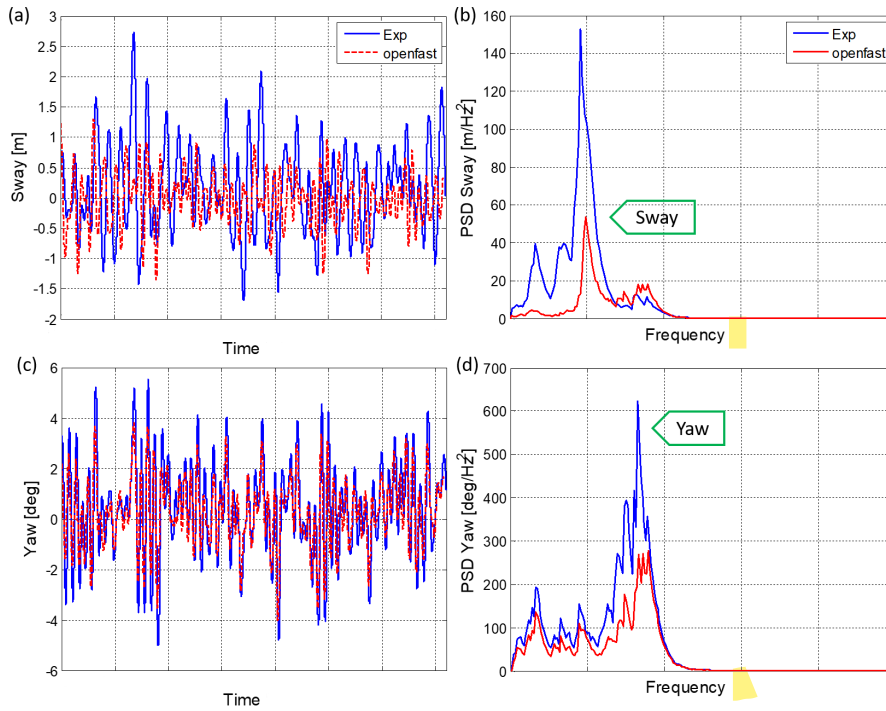 (a)
Sway [m]
3
2.5
2
1.5
1
0.5
0
-0.5
-1
-1.5
-2
Exp
openfast
Time
(b)
PSD Sway [m/Hz²]
160
140
120
100
80
60
40
20
0
Exp
openfast
Sway
Frequency
(c)
Yaw [deg]
6
4
2
0
-2
-4
-6
Time
(d)
PSD Yaw [deg/Hz²]
700
600
500
400
300
200
100
0
Yaw
Frequency